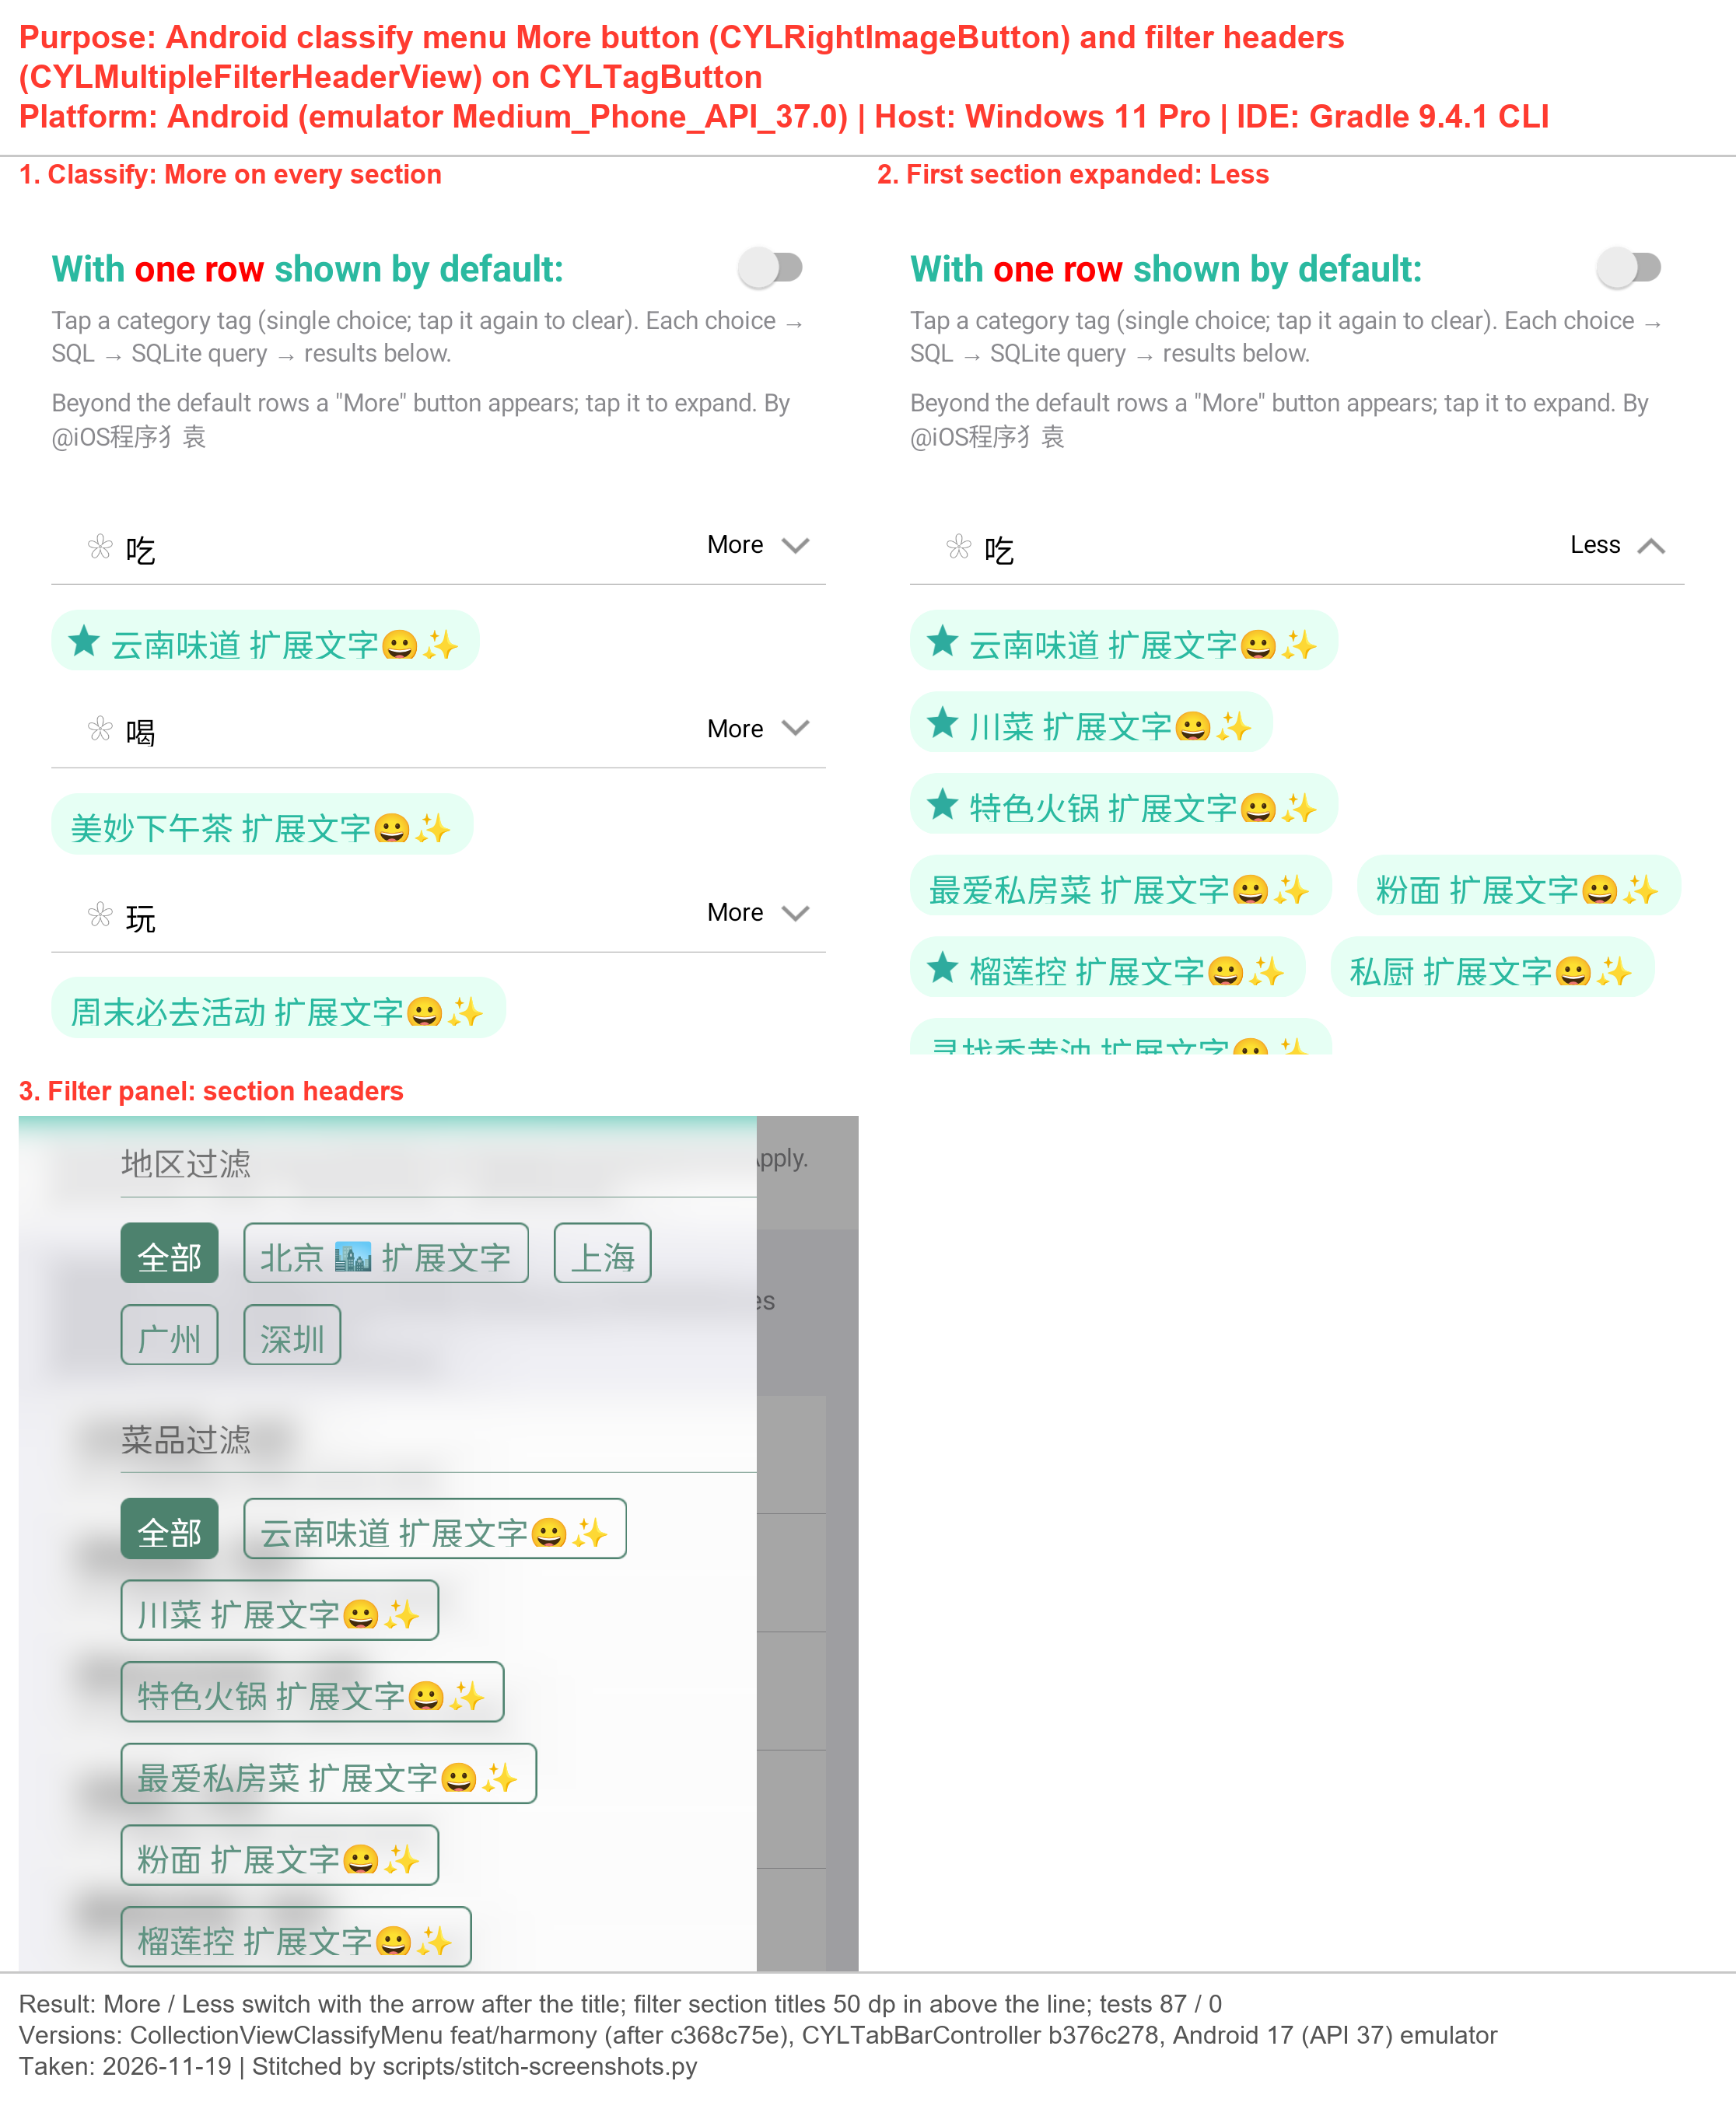 Purpose: Android classify menu More button (CYLRightImageButton) and filter headers
(CYLMultipleFilterHeaderView) on CYLTagButton
Platform: Android (emulator Medium_Phone_API_37.0) | Host: Windows 11 Pro | IDE: Gradle 9.4.1 CLI
1. Classify: More on every section
With one row shown by default:
Tap a category tag (single choice; tap it again to clear). Each choice →
SQL → SQLite query → results below.
Beyond the default rows a "More" button appears; tap it to expand. By
@iOS程序犭袁
吃
More
云南味道 扩展文字😀✨
喝
More
美妙下午茶 扩展文字😀✨
玩
More
周末必去活动 扩展文字😀✨
2. First section expanded: Less
With one row shown by default:
Tap a category tag (single choice; tap it again to clear). Each choice →
SQL → SQLite query → results below.
Beyond the default rows a "More" button appears; tap it to expand. By
@iOS程序犭袁
吃
Less
云南味道 扩展文字😀✨
川菜 扩展文字😀✨
特色火锅 扩展文字😀✨
最爱私房菜 扩展文字😀✨
粉面 扩展文字😀✨
榴莲控 扩展文字😀✨
私厨 扩展文字😀✨
寻找香黄油 扩展文字😀✨
3. Filter panel: section headers
Apply.
es
地区过滤
全部
北京 🏙️ 扩展文字
上海
广州
深圳
菜品过滤
全部
云南味道 扩展文字😀✨
川菜 扩展文字😀✨
特色火锅 扩展文字😀✨
最爱私房菜 扩展文字😀✨
粉面 扩展文字😀✨
榴莲控 扩展文字😀✨
Result: More / Less switch with the arrow after the title; filter section titles 50 dp in above the line; tests 87 / 0
Versions: CollectionViewClassifyMenu feat/harmony (after c368c75e), CYLTabBarController b376c278, Android 17 (API 37) emulator
Taken: 2026-11-19 | Stitched by scripts/stitch-screenshots.py